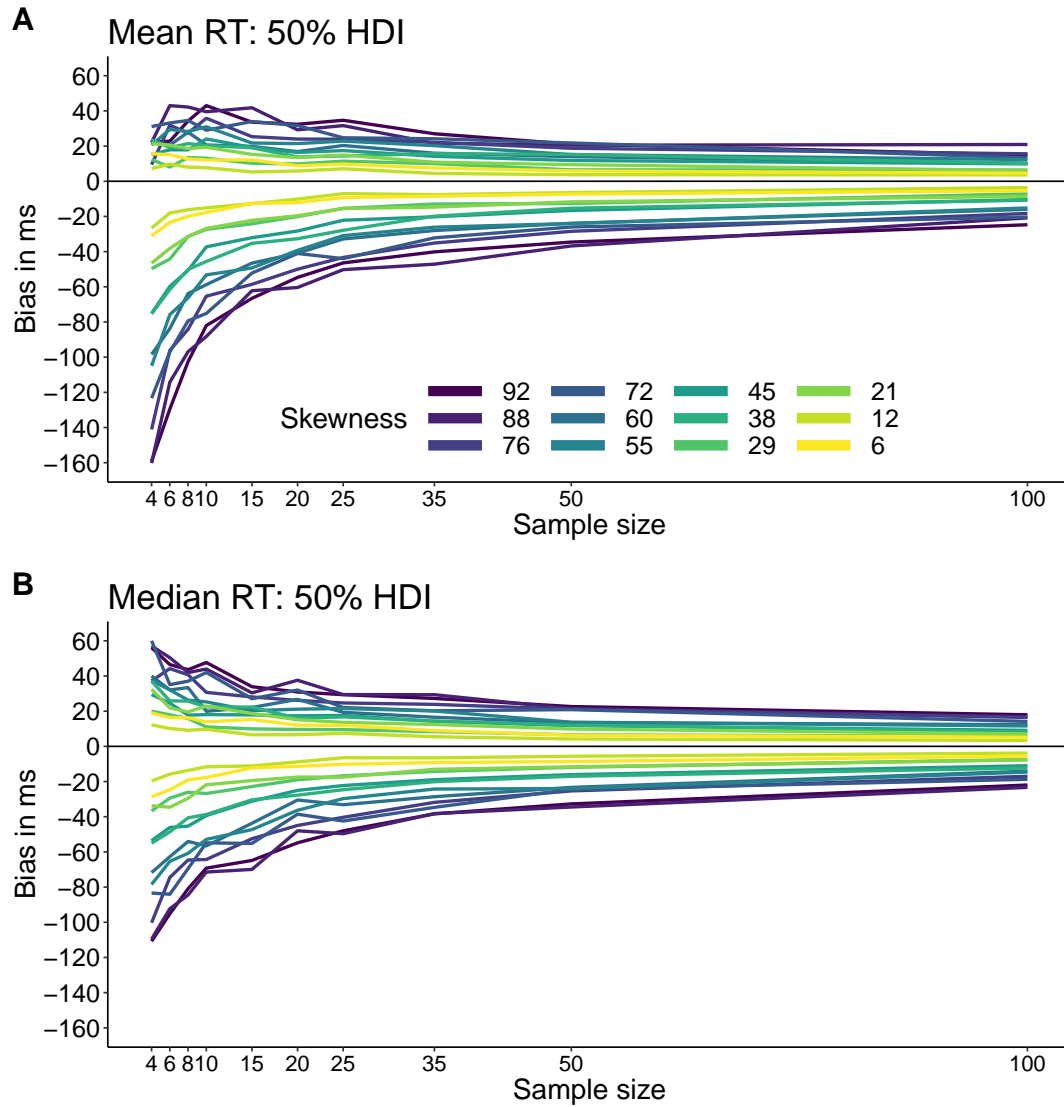 A
Mean RT: 50% HDI
60
40
20
0
−20
−40
−60
−80
−100
−120
−140
−160
Bias in ms
Skewness
92 72 45 21
88 60 38 12
76 55 29 6
4 6 8 10 15 20 25 35 50 100
Sample size
B
Median RT: 50% HDI
60
40
20
0
−20
−40
−60
−80
−100
−120
−140
−160
Bias in ms
4 6 8 10 15 20 25 35 50 100
Sample size